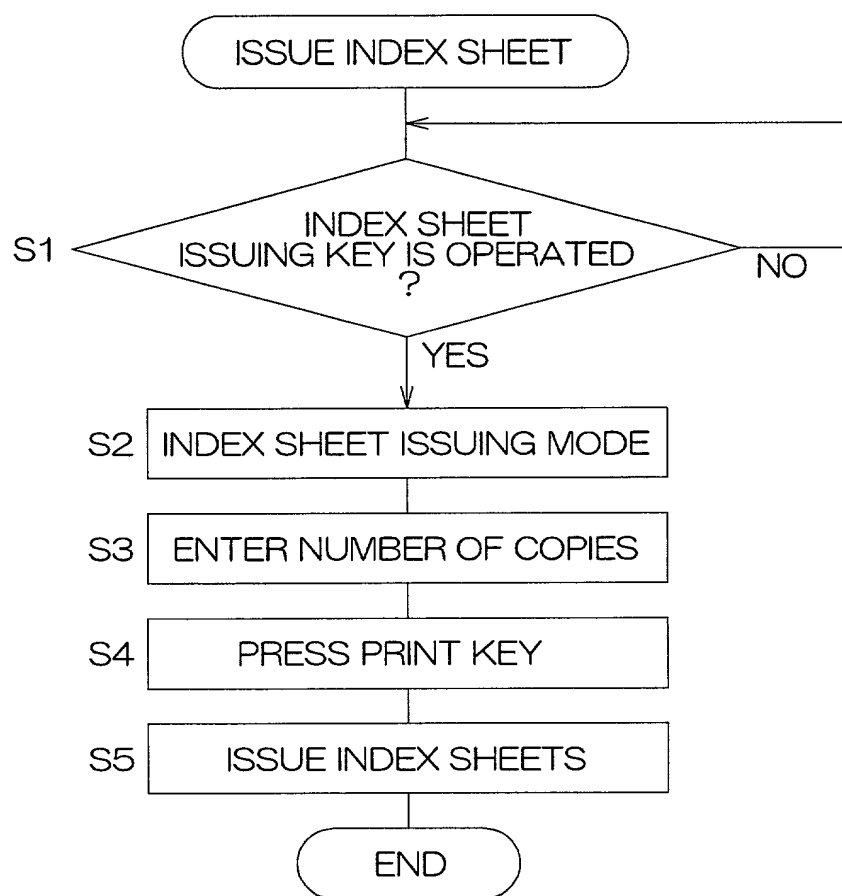 ISSUE INDEX SHEET
S1
INDEX SHEET
ISSUING KEY IS OPERATED
?
NO
YES
S2 INDEX SHEET ISSUING MODE
S3 ENTER NUMBER OF COPIES
S4 PRESS PRINT KEY
S5 ISSUE INDEX SHEETS
END